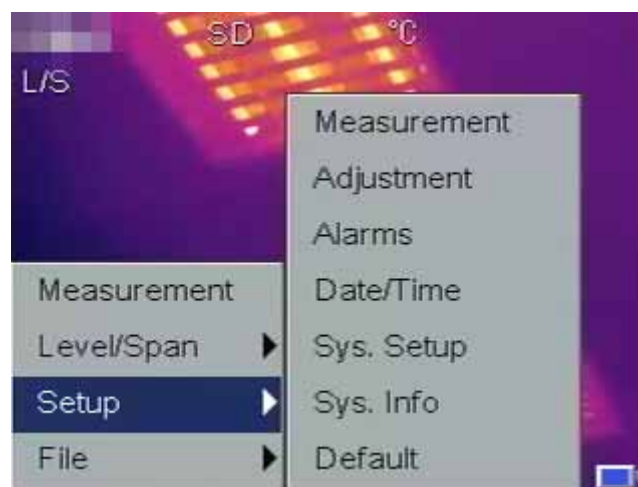 SD °C
L/S
Measurement
Level/Span
Setup
File
Measurement
Adjustment
Alarms
Date/Time
Sys. Setup
Sys. Info
Default